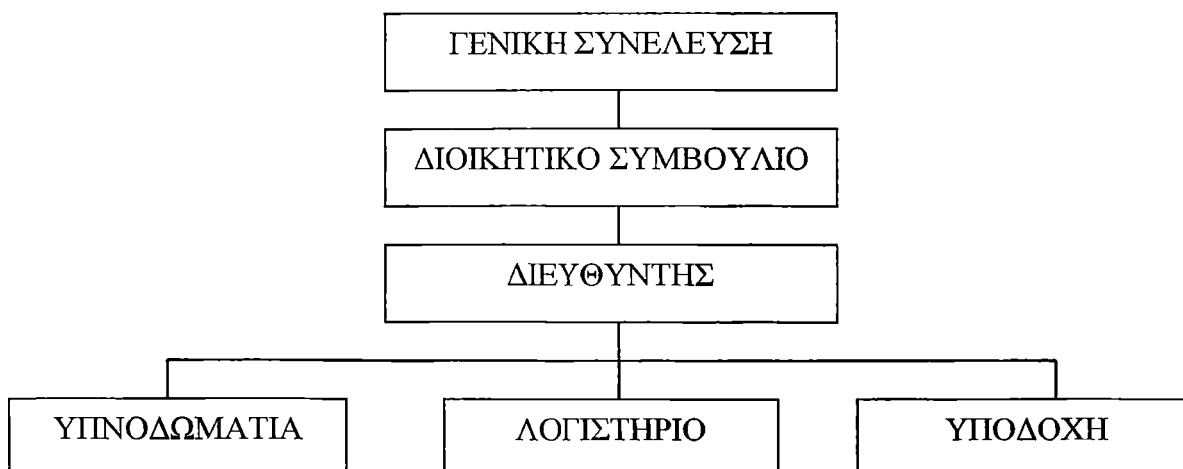 ΓΕΝΙΚΗ ΣΥΝΕΛΕΥΣΗ
ΔΙΟΙΚΗΤΙΚΟ ΣΥΜΒΟΥΛΙΟ
ΔΙΕΥΘΥΝΤΗΣ
ΥΠΝΟΔΩΜΑΤΙΑ ΛΟΓΙΣΤΗΡΙΟ ΥΠΟΔΟΧΗ